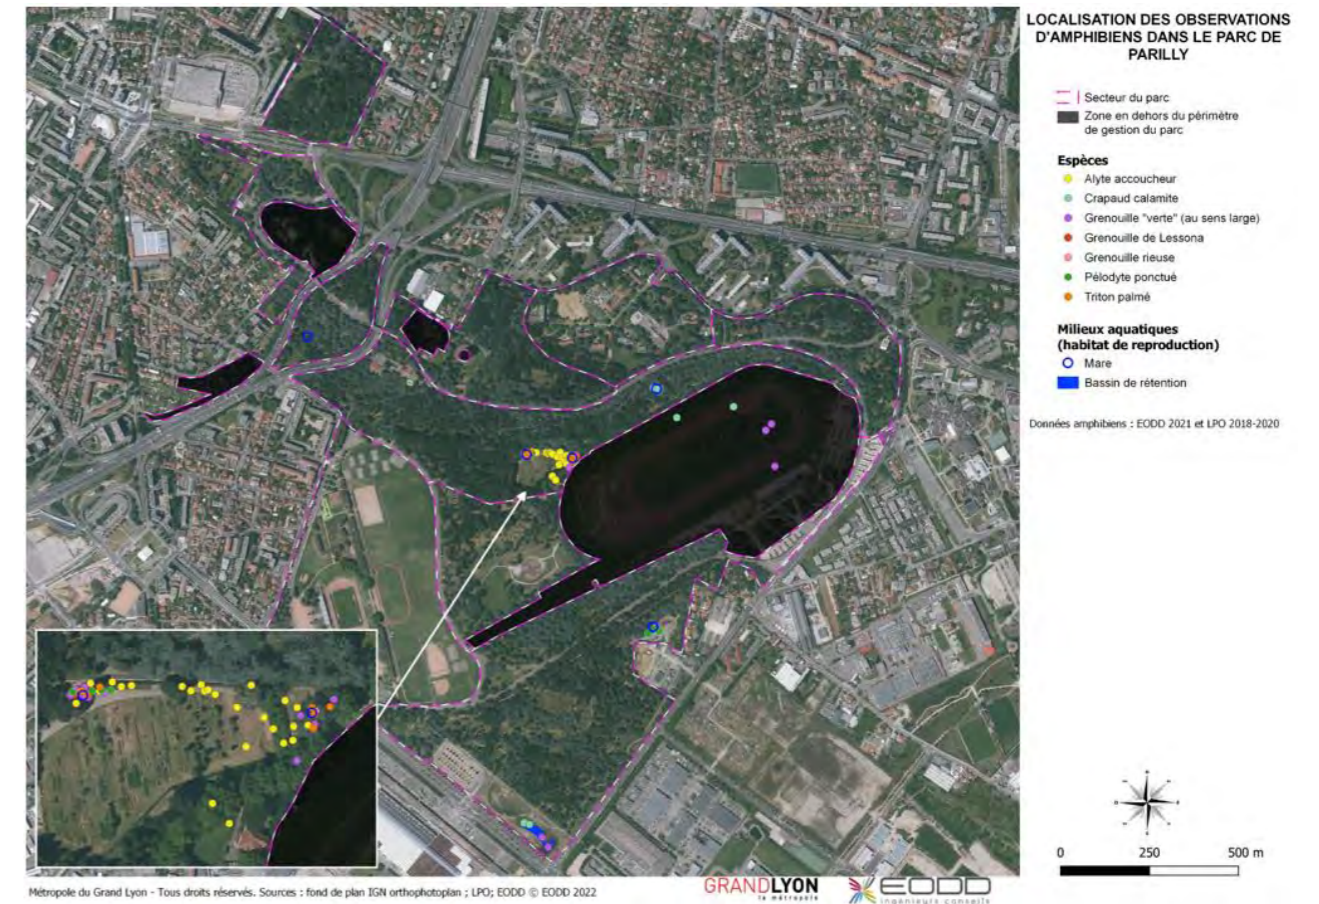 LOCALISATION DES OBSERVATIONS
D'AMPHIBIENS DANS LE PARC DE
PARILLY
Secteur du parc
Zone en dehors du périmètre
de gestion du parc
Espèces
Alyte accoucheur
Crapaud calamite
Grenouille "verte" (au sens large)
Grenouille de Lessona
Grenouille rieuse
Pélodyte ponctué
Triton palmé
Milieux aquatiques
(habitat de reproduction)
Mare
Bassin de rétention
Données amphibiens : EODD 2021 et LPO 2018-2020
0 250 500 m
Métropole du Grand Lyon - Tous droits réservés. Sources : fond de plan IGN orthophotoplan ; LPO; EODD © EODD 2022
GRANDLYON
la métropole
EODD
ingénieurs conseils